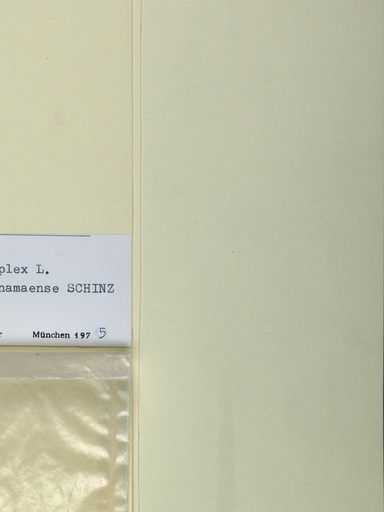 plex L.
namaense SCHINZ
r München 197 5